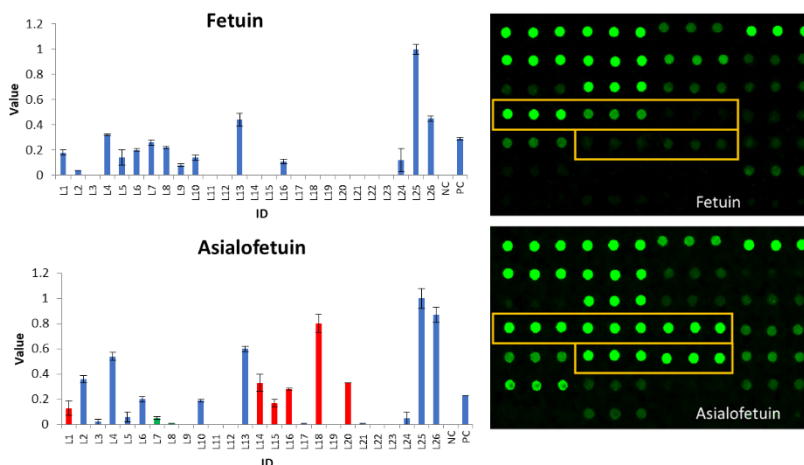 Fetuin
1.2
1
0.8
0.6
0.4
0.2
0
Value
L1 L2 L3 L4 L5 L6 L7 L8 L9 L10 L11 L12 L13 L14 L15 L16 L17 L18 L19 L20 L21 L22 L23 L24 L25 L26 NC PC
ID
Fetuin
Asialofetuin
1.2
1
0.8
0.6
0.4
0.2
0
Value
L1 L2 L3 L4 L5 L6 L7 L8 L9 L10 L11 L12 L13 L14 L15 L16 L17 L18 L19 L20 L21 L22 L23 L24 L25 L26 NC PC
ID
Asialofetuin